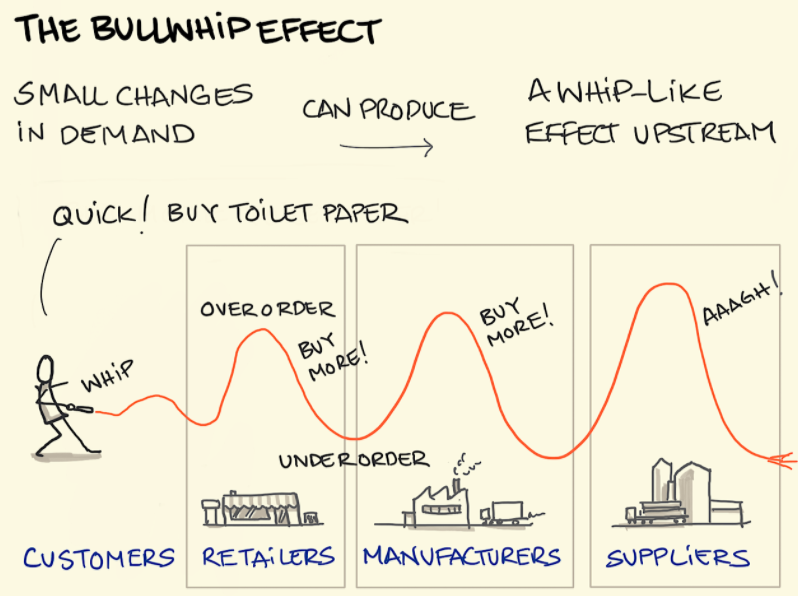 THE BULLWHIP EFFECT
SMALL CHANGES
IN DEMAND
CAN PRODUCE
A WHIP-LIKE
EFFECT UPSTREAM
QUICK! BUY TOILET PAPER
WHIP
OVERORDER
BUY
MORE!
UNDERORDER
BUY
MORE!
AAAGH!
CUSTOMERS
RETAILERS
MANUFACTURERS
SUPPLIERS